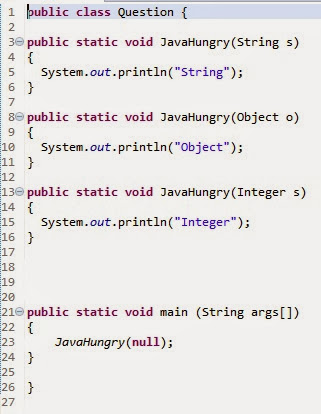 1 public class Question {
2
3 public static void JavaHungry(String s)
4 {
5 System.out.println("String");
6 }
7
8 public static void JavaHungry(Object o)
9 {
10 System.out.println("Object");
11 }
12
13 public static void JavaHungry(Integer s)
14 {
15 System.out.println("Integer");
16 }
17
18
19
20
21 public static void main (String args[])
22 {
23 JavaHungry(null);
24 }
25
26 }
27